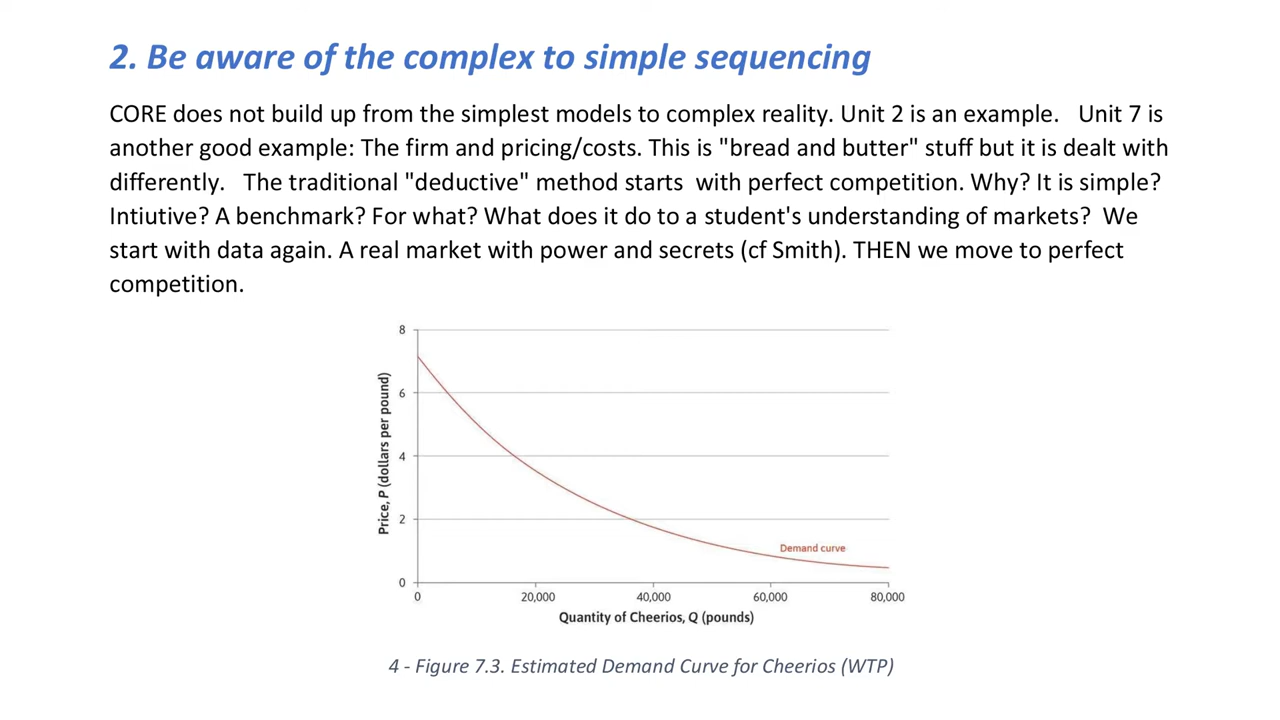 2. Be aware of the complex to simple sequencing
CORE does not build up from the simplest models to complex reality. Unit 2 is an example.   Unit 7 is
another good example: The firm and pricing/costs. This is "bread and butter" stuff but it is dealt with
differently.   The traditional "deductive" method starts  with perfect competition. Why? It is simple?
Intiutive? A benchmark? For what? What does it do to a student's understanding of markets?  We
start with data again. A real market with power and secrets (cf Smith). THEN we move to perfect
competition.
8
6
4
2
0
Price, P (dollars per pound)
Demand curve
0 20,000 40,000 60,000 80,000
Quantity of Cheerios, Q (pounds)
4 - Figure 7.3. Estimated Demand Curve for Cheerios (WTP)